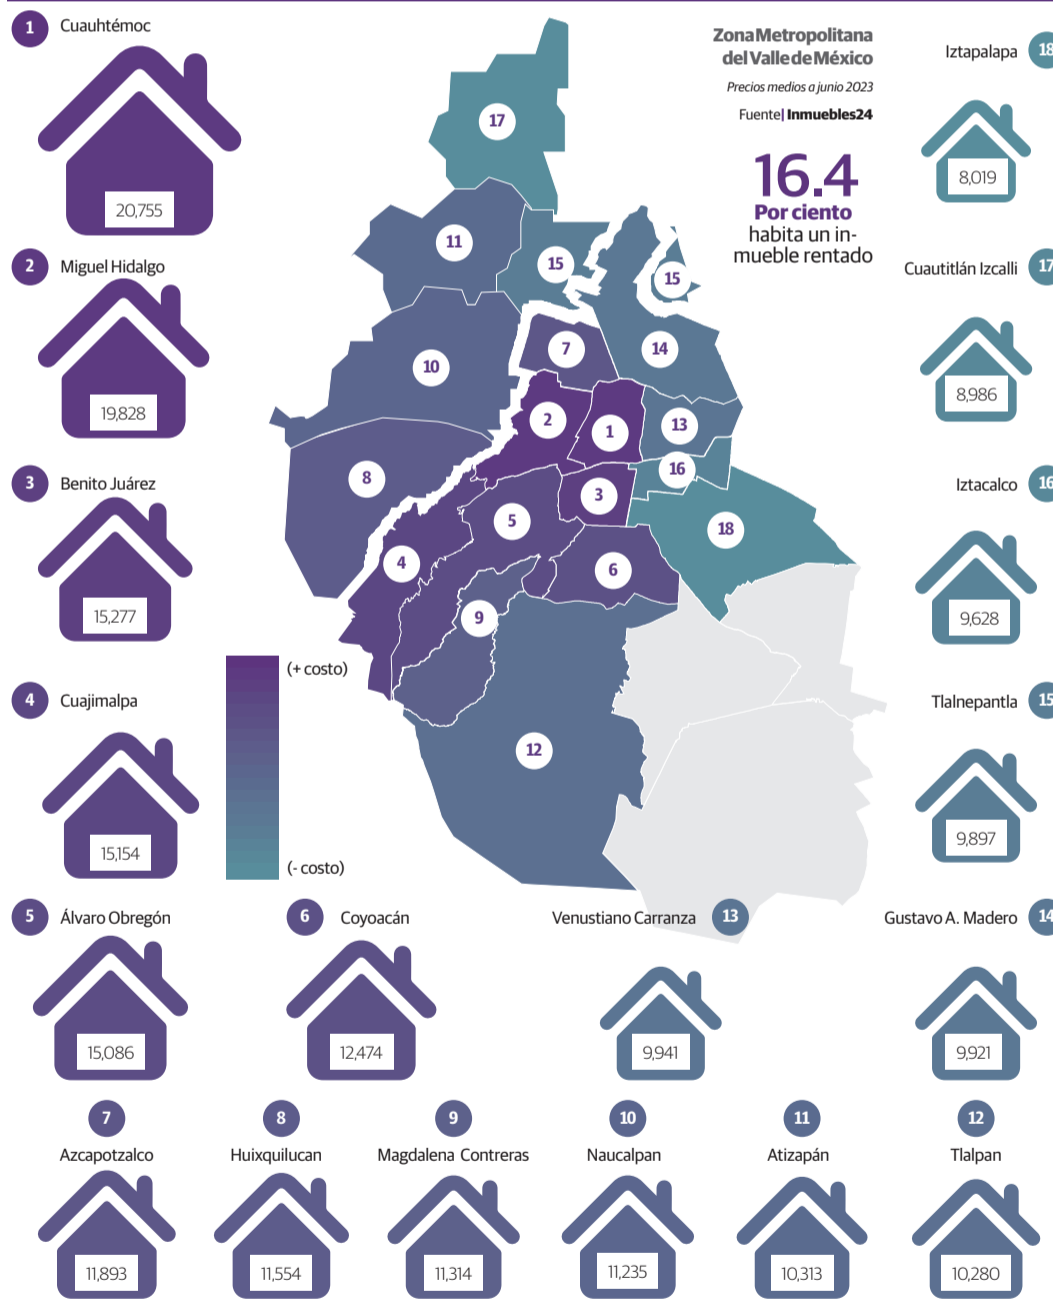 1 Cuauhtémoc
20,755
2 Miguel Hidalgo
19,828
3 Benito Juárez
15,277
4 Cuajimalpa
15,154
Zona Metropolitana
del Valle de México
Precios medios a junio 2023
Fuente| Inmuebles24
16.4
Por ciento
habita un in-
mueble rentado
17
11
15
15
7
14
10
2
1
13
16
8
3
5
18
4
6
9
12
(+ costo)
(- costo)
Iztapalapa 18
8,019
Cuautitlán Izcalli 17
8,986
Iztacalco 16
9,628
Tlalnepantla 15
9,897
5 Álvaro Obregón
15,086
6 Coyoacán
12,474
Venustiano Carranza 13
9,941
Gustavo A. Madero 14
9,921
7
Azcapotzalco
11,893
8
Huixquilucan
11,554
9
Magdalena Contreras
11,314
10
Naucalpan
11,235
11
Atizapán
10,313
12
Tlalpan
10,280